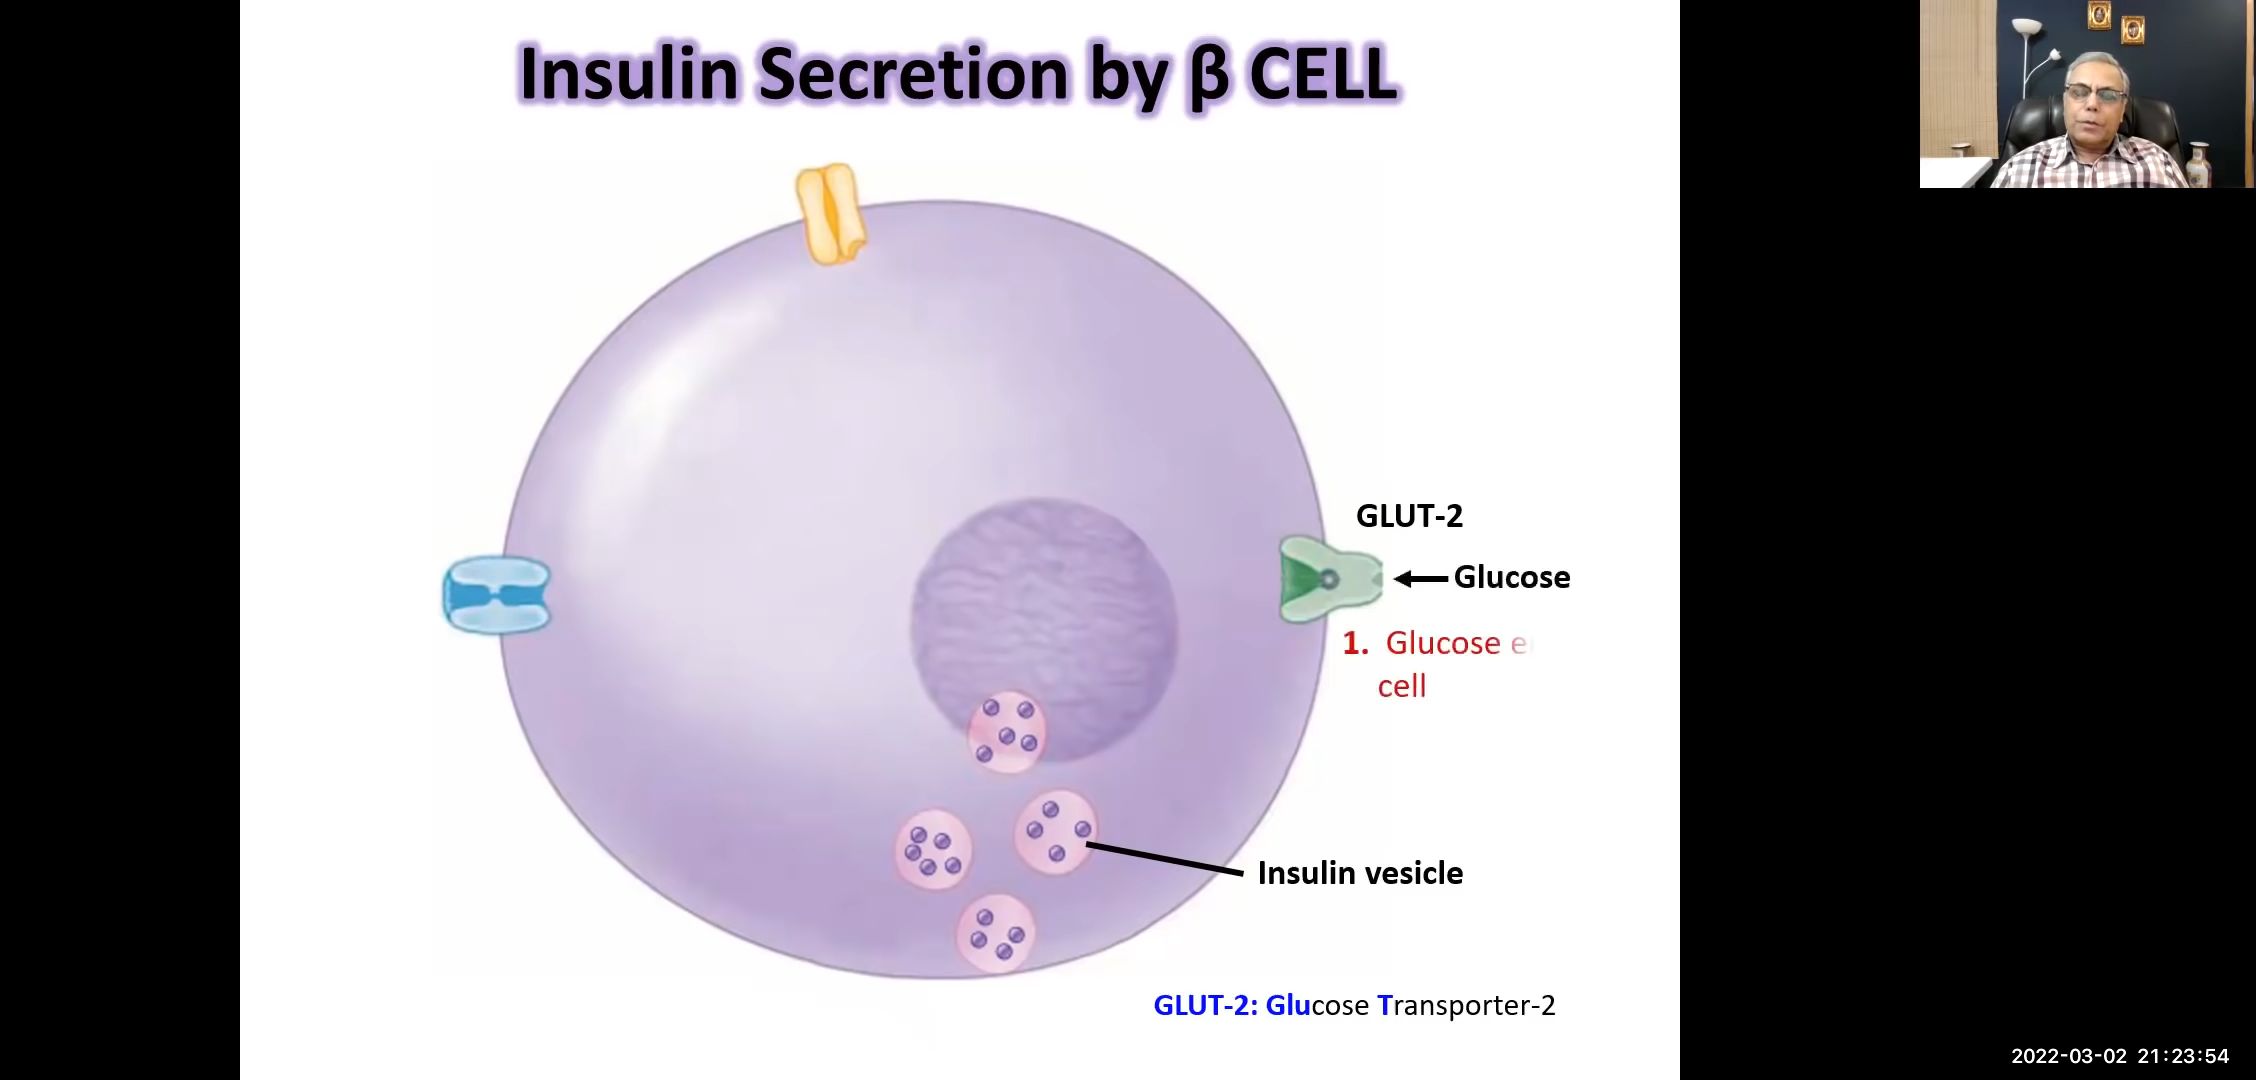 Insulin Secretion by β CELL
GLUT-2
Glucose
1. Glucose
cell
Insulin vesicle
GLUT-2: Glucose Transporter-2
2022-03-02 21:23:54